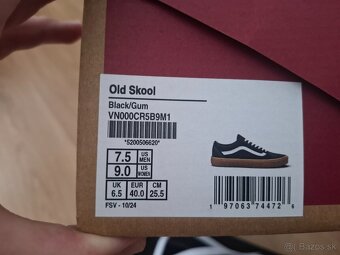 Old Skool
Black/Gum
VN000CR5B9M1
*5200506620*
7.5 US MEN
9.0 US WOMEN
UK EUR CM
6.5 40.0 25.5
FSV - 10/24
1 97063 74472 6
Bazos.sk